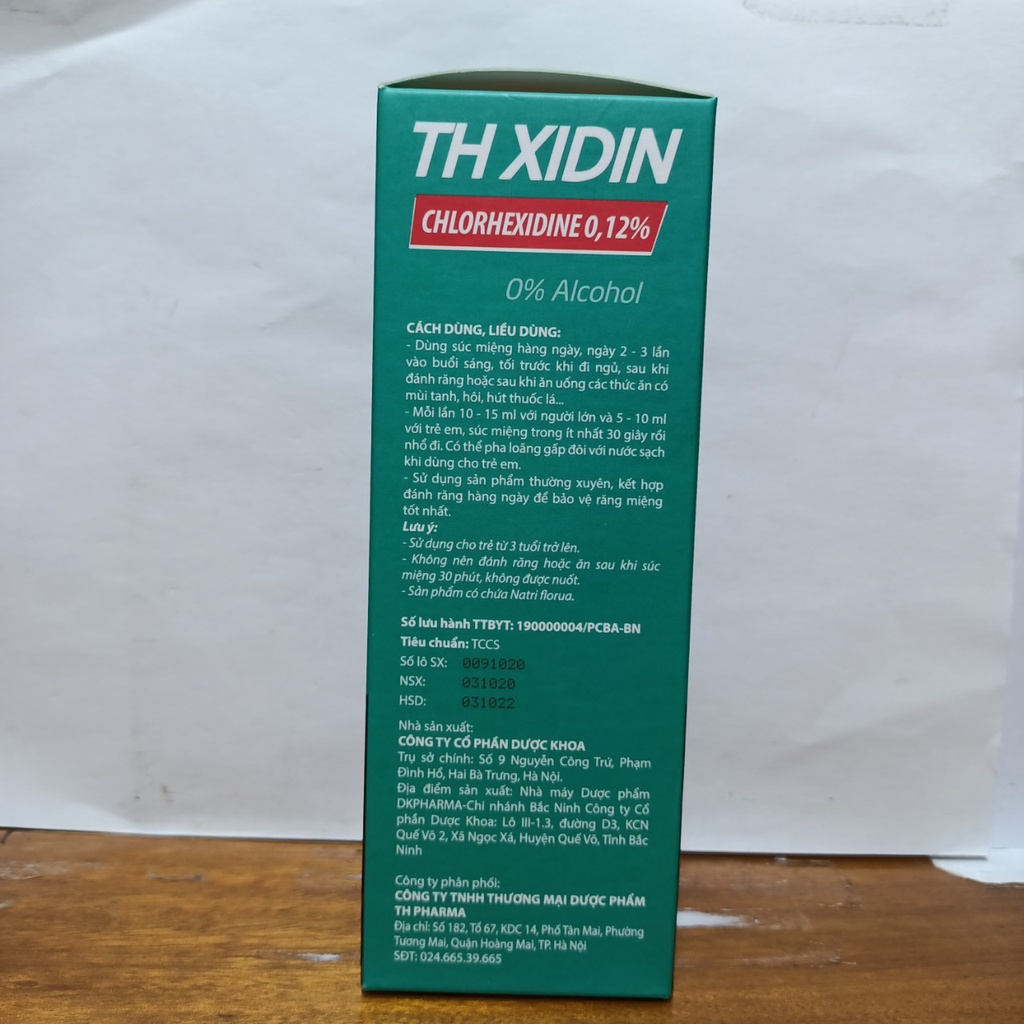 TH XIDIN
CHLORHEXIDINE 0,12%
0% Alcohol
CÁCH DÙNG, LIỀU DÙNG:
- Dùng súc miệng hàng ngày, ngày 2 - 3 lần
vào buổi sáng, tối trước khi đi ngủ, sau khi
đánh răng hoặc sau khi ăn uống các thức ăn có
mùi tanh, hôi, hút thuốc lá...
- Mỗi lần 10 - 15 ml với người lớn và 5 - 10 ml
với trẻ em, súc miệng trong ít nhất 30 giây rồi
nhổ đi. Có thể pha loãng gấp đôi với nước sạch
khi dùng cho trẻ em.
- Sử dụng sản phẩm thường xuyên, kết hợp
đánh răng hàng ngày để bảo vệ răng miệng
tốt nhất.
Lưu ý:
- Sử dụng cho trẻ từ 3 tuổi trở lên.
- Không nên đánh răng hoặc ăn sau khi súc
miệng 30 phút, không được nuốt.
- Sản phẩm có chứa Natri florua.
Số lưu hành TTBYT: 190000004/PCBA-BN
Tiêu chuẩn: TCCS
Số lô SX: 0091020
NSX: 031020
HSD: 031022
Nhà sản xuất:
CÔNG TY CỔ PHẦN DƯỢC KHOA
Trụ sở chính: Số 9 Nguyễn Công Trứ, Phạm
Đình Hổ, Hai Bà Trưng, Hà Nội.
Địa điểm sản xuất: Nhà máy Dược phẩm
DKPHARMA-Chi nhánh Bắc Ninh Công ty Cổ
phần Dược Khoa: Lô III-1.3, đường D3, KCN
Quế Võ 2, Xã Ngọc Xá, Huyện Quế Võ, Tỉnh Bắc
Ninh
Công ty phân phối:
CÔNG TY TNHH THƯƠNG MẠI DƯỢC PHẨM
TH PHARMA
Địa chỉ: Số 182, Tổ 67, KDC 14, Phố Tân Mai, Phường
Tương Mai, Quận Hoàng Mai, TP. Hà Nội
SĐT: 024.665.39.665